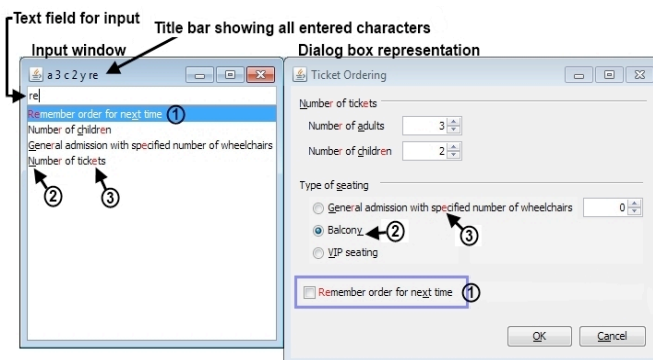 Text field for input
Title bar showing all entered characters
Input window
Dialog box representation
a 3 c 2 y re
re
Remember order for next time ①
Number of children
General admission with specified number of wheelchairs
Number of tickets
② ③
Ticket Ordering
Number of tickets
Number of adults 3
Number of children 2
Type of seating
General admission with specified number of wheelchairs 0
Balcony ② ③
VIP seating
Remember order for next time ①
OK Cancel